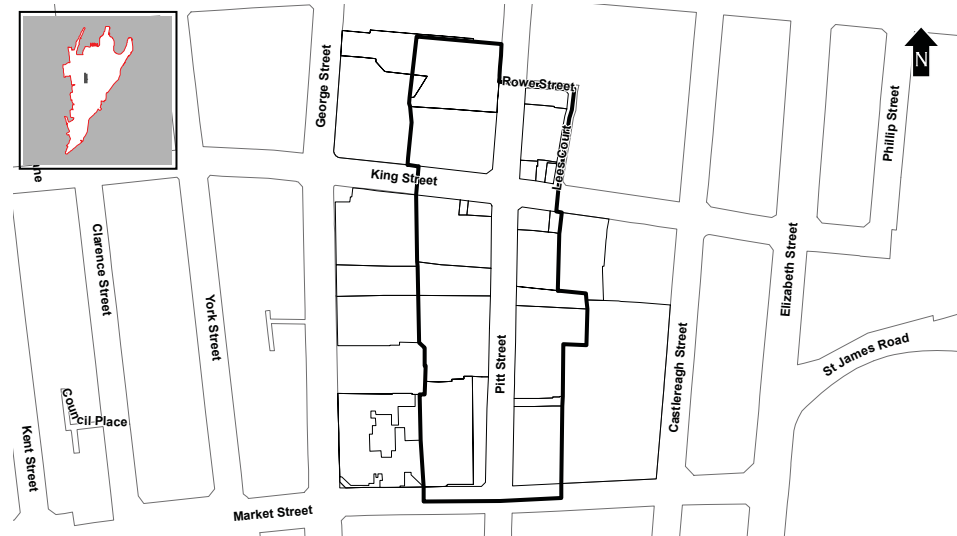 George Street
Rowe Street
N
Phillip Street
Lees Court
King Street
ne
Clarence Street
York Street
Elizabeth Street
Pitt Street
Castlereagh Street
St James Road
Council Place
Kent Street
Market Street